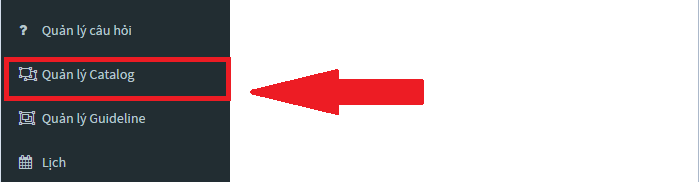 Quản lý câu hỏi
Quản lý Catalog
Quản lý Guideline
Lịch